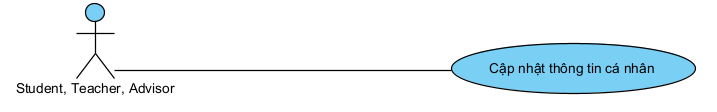 Cập nhật thông tin cá nhân
Student, Teacher, Advisor